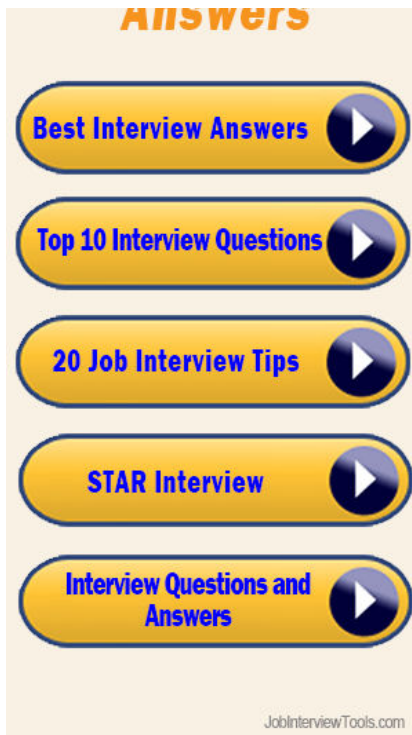 Answers
Best Interview Answers
Top 10 Interview Questions
20 Job Interview Tips
STAR Interview
Interview Questions and
Answers
JobInterviewTools.com